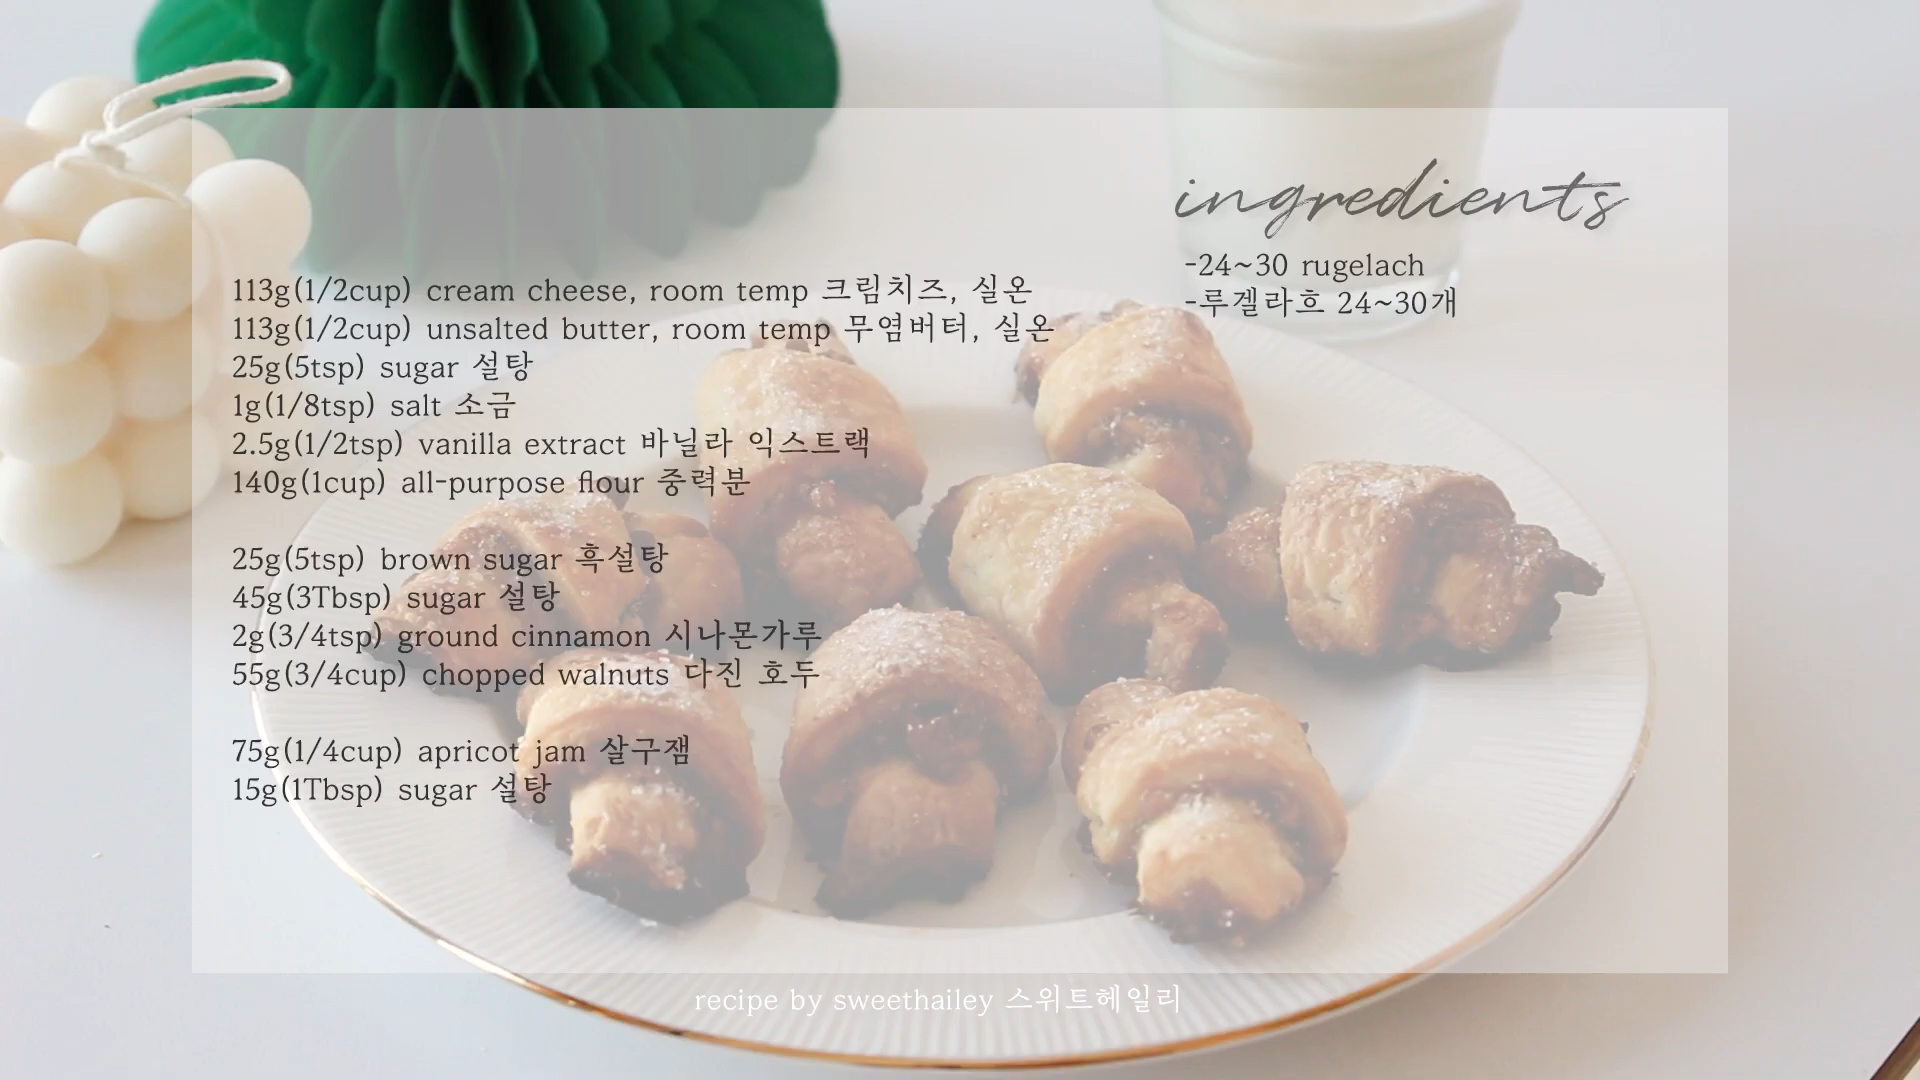 ingredients
-24~30 rugelach
-루겔라흐 24~30개
113g(1/2cup) cream cheese, room temp 크림치즈, 실온
113g(1/2cup) unsalted butter, room temp 무염버터, 실온
25g(5tsp) sugar 설탕
1g(1/8tsp) salt 소금
2.5g(1/2tsp) vanilla extract 바닐라 익스트랙
140g(1cup) all-purpose flour 중력분
25g(5tsp) brown sugar 흑설탕
45g(3Tbsp) sugar 설탕
2g(3/4tsp) ground cinnamon 시나몬가루
55g(3/4cup) chopped walnuts 다진 호두
75g(1/4cup) apricot jam 살구잼
15g(1Tbsp) sugar 설탕
recipe by sweethailey 스위트헤일리